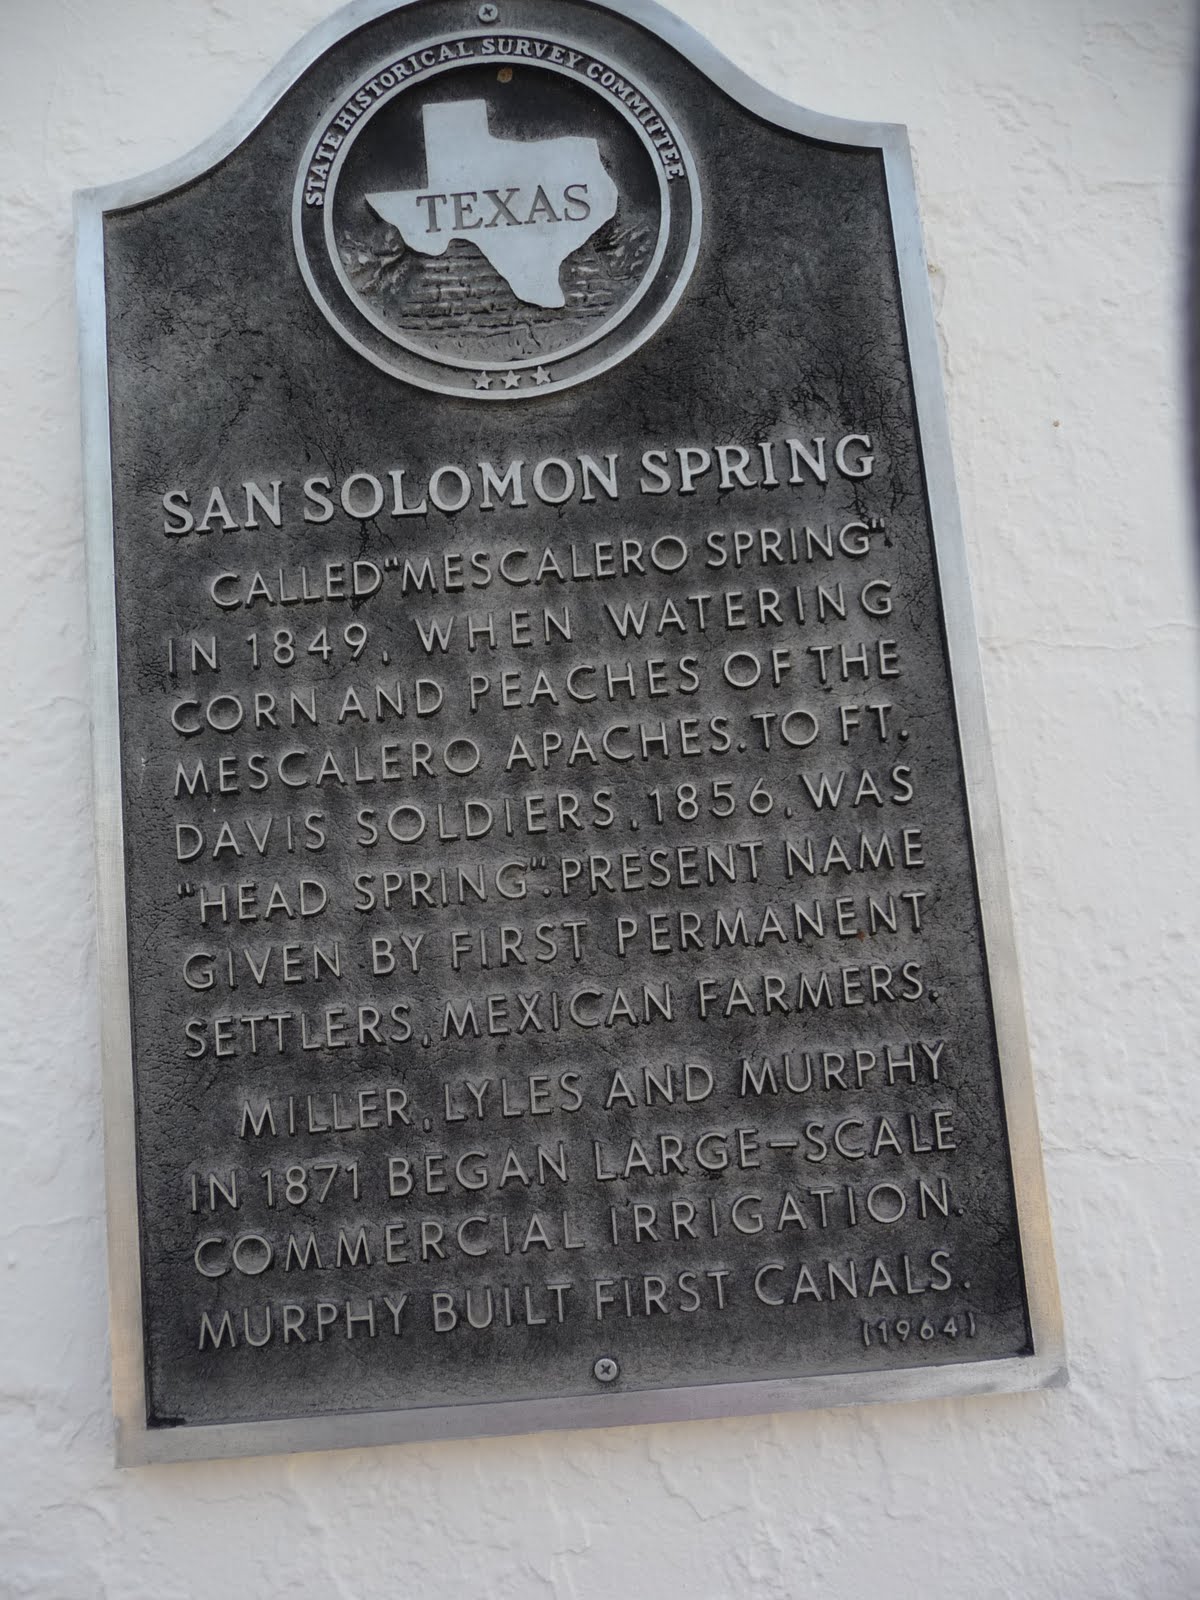 STATE HISTORICAL SURVEY COMMITTEE
TEXAS
SAN SOLOMON SPRING
CALLED "MESCALERO SPRING"
IN 1849, WHEN WATERING
CORN AND PEACHES OF THE
MESCALERO APACHES. TO FT.
DAVIS SOLDIERS, 1856, WAS
"HEAD SPRING". PRESENT NAME
GIVEN BY FIRST PERMANENT
SETTLERS, MEXICAN FARMERS.
MILLER, LYLES AND MURPHY
IN 1871 BEGAN LARGE-SCALE
COMMERCIAL IRRIGATION.
MURPHY BUILT FIRST CANALS.
(1964)